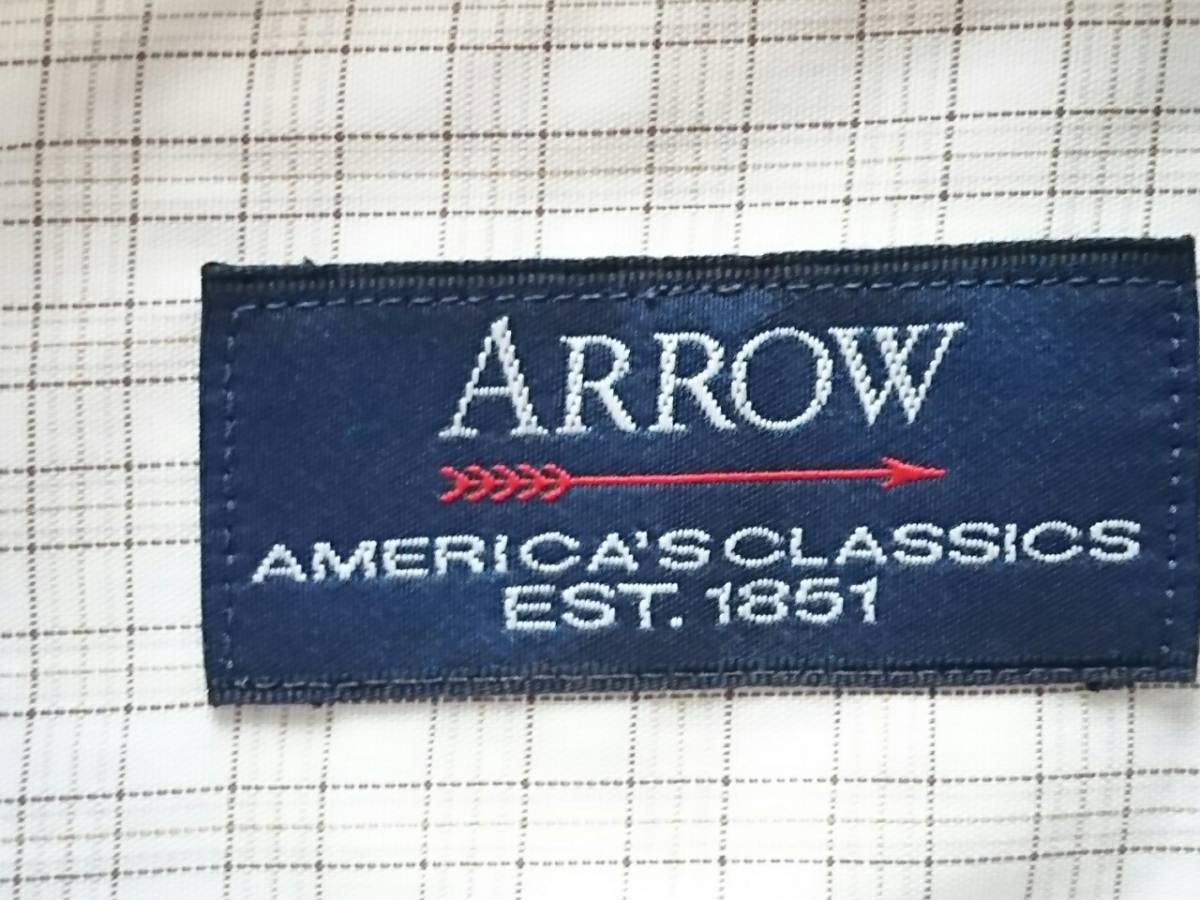 ARROW
AMERICA'S CLASSICS
EST. 1851